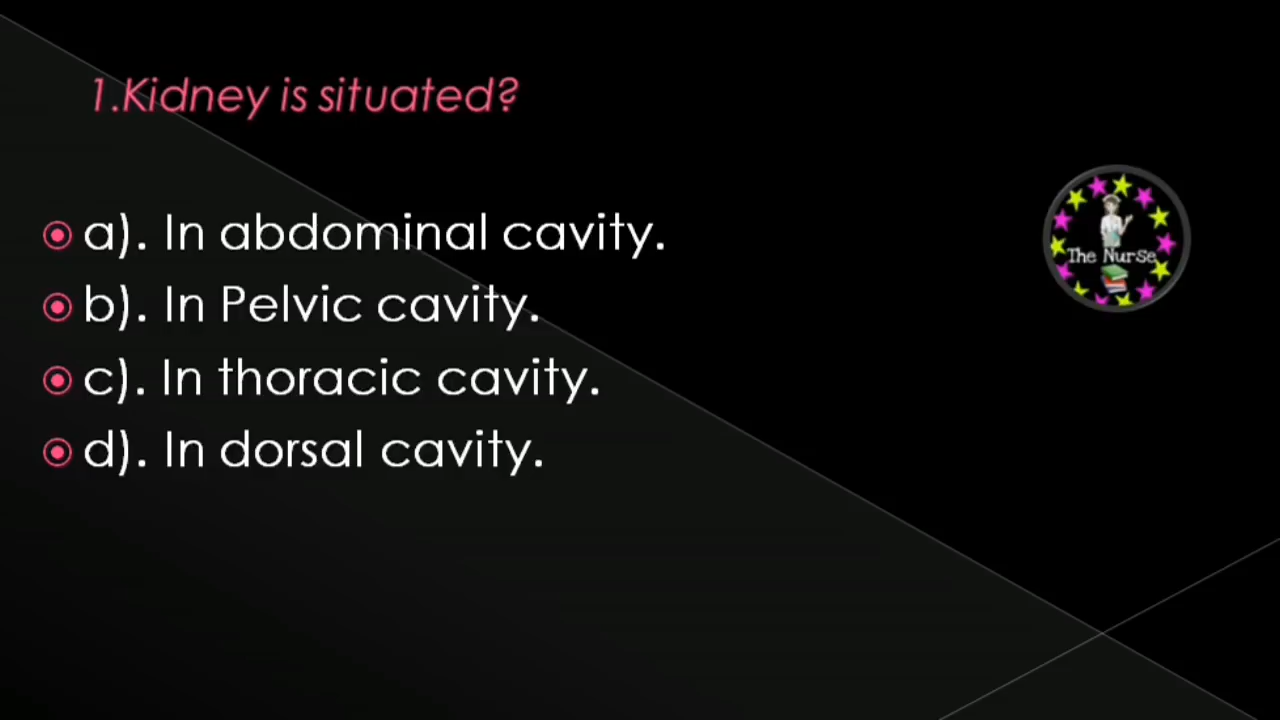 1.Kidney is situated?
a). In abdominal cavity.
b). In Pelvic cavity.
c). In thoracic cavity.
d). In dorsal cavity.
The Nurse